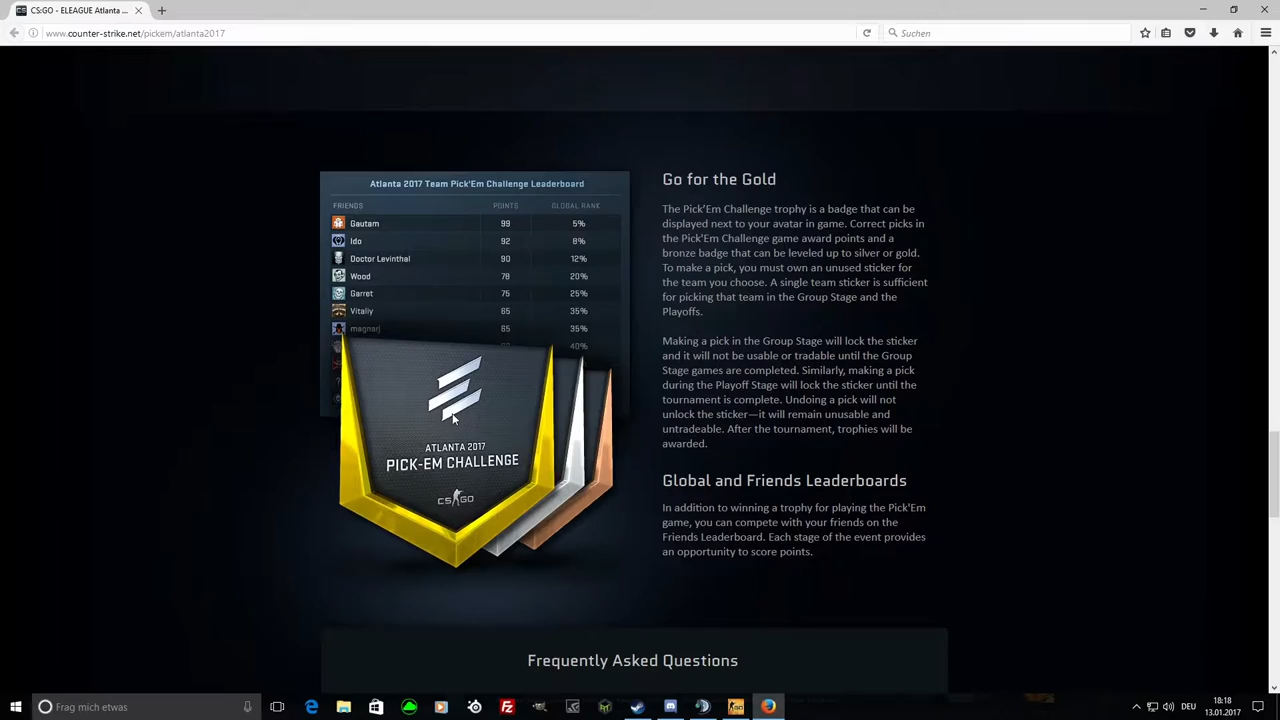 CS:GO - ELEAGUE Atlanta ...
www.counter-strike.net/pickem/atlanta2017
Suchen
Atlanta 2017 Team Pick'Em Challenge Leaderboard
FRIENDS POINTS GLOBAL RANK
Gautam 99 5%
Ido 92 8%
Doctor Levinthal 90 12%
Wood 78 20%
Garret 75 25%
Vitaliy 65 35%
magnarj 65 35%
40%
ATLANTA 2017
PICK-EM CHALLENGE
CS GO
Go for the Gold
The Pick'Em Challenge trophy is a badge that can be
displayed next to your avatar in game. Correct picks in
the Pick'Em Challenge game award points and a
bronze badge that can be leveled up to silver or gold.
To make a pick, you must own an unused sticker for
the team you choose. A single team sticker is sufficient
for picking that team in the Group Stage and the
Playoffs.
Making a pick in the Group Stage will lock the sticker
and it will not be usable or tradable until the Group
Stage games are completed. Similarly, making a pick
during the Playoff Stage will lock the sticker until the
tournament is complete. Undoing a pick will not
unlock the sticker—it will remain unusable and
untradeable. After the tournament, trophies will be
awarded.
Global and Friends Leaderboards
In addition to winning a trophy for playing the Pick'Em
game, you can compete with your friends on the
Friends Leaderboard. Each stage of the event provides
an opportunity to score points.
Frequently Asked Questions
Frag mich etwas
DEU
18:18
13.01.2017